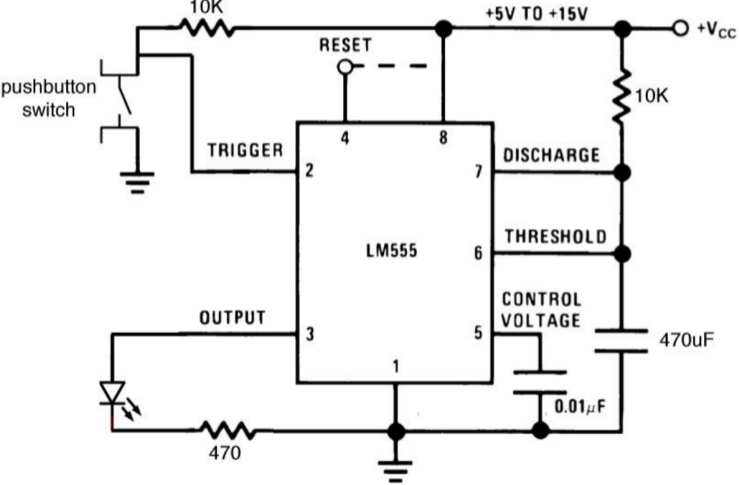 10K
+5V TO +15V
+VCC
RESET
pushbutton
switch
10K
4
8
TRIGGER
2
7
DISCHARGE
LM555
6
THRESHOLD
OUTPUT
3
5
CONTROL
VOLTAGE
1
470uF
0.01µF
470